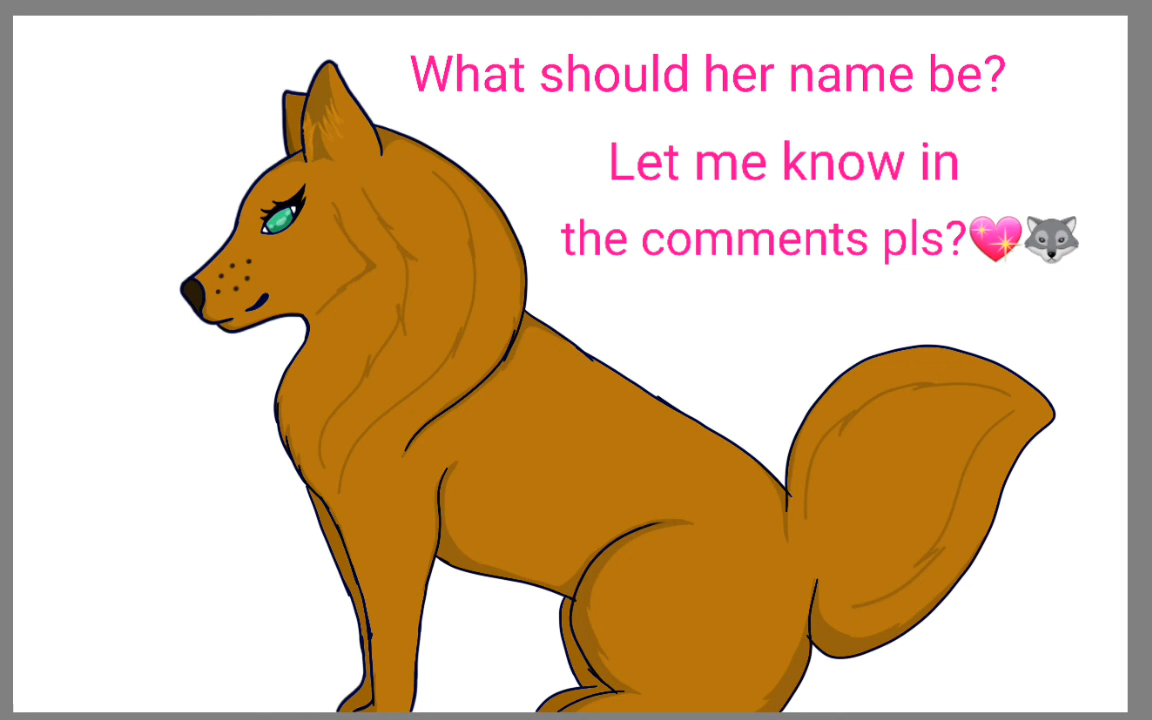 What should her name be?
Let me know in
the comments pls?💖🐺